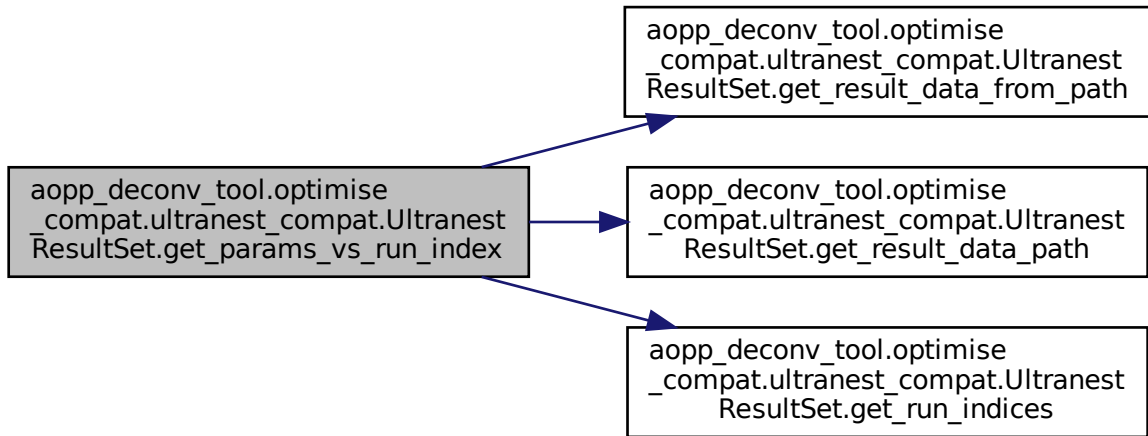 aopp_deconv_tool.optimise
_compat.ultranest_compat.Ultranest
ResultSet.get_params_vs_run_index
aopp_deconv_tool.optimise
_compat.ultranest_compat.Ultranest
ResultSet.get_result_data_from_path
aopp_deconv_tool.optimise
_compat.ultranest_compat.Ultranest
ResultSet.get_result_data_path
aopp_deconv_tool.optimise
_compat.ultranest_compat.Ultranest
ResultSet.get_run_indices